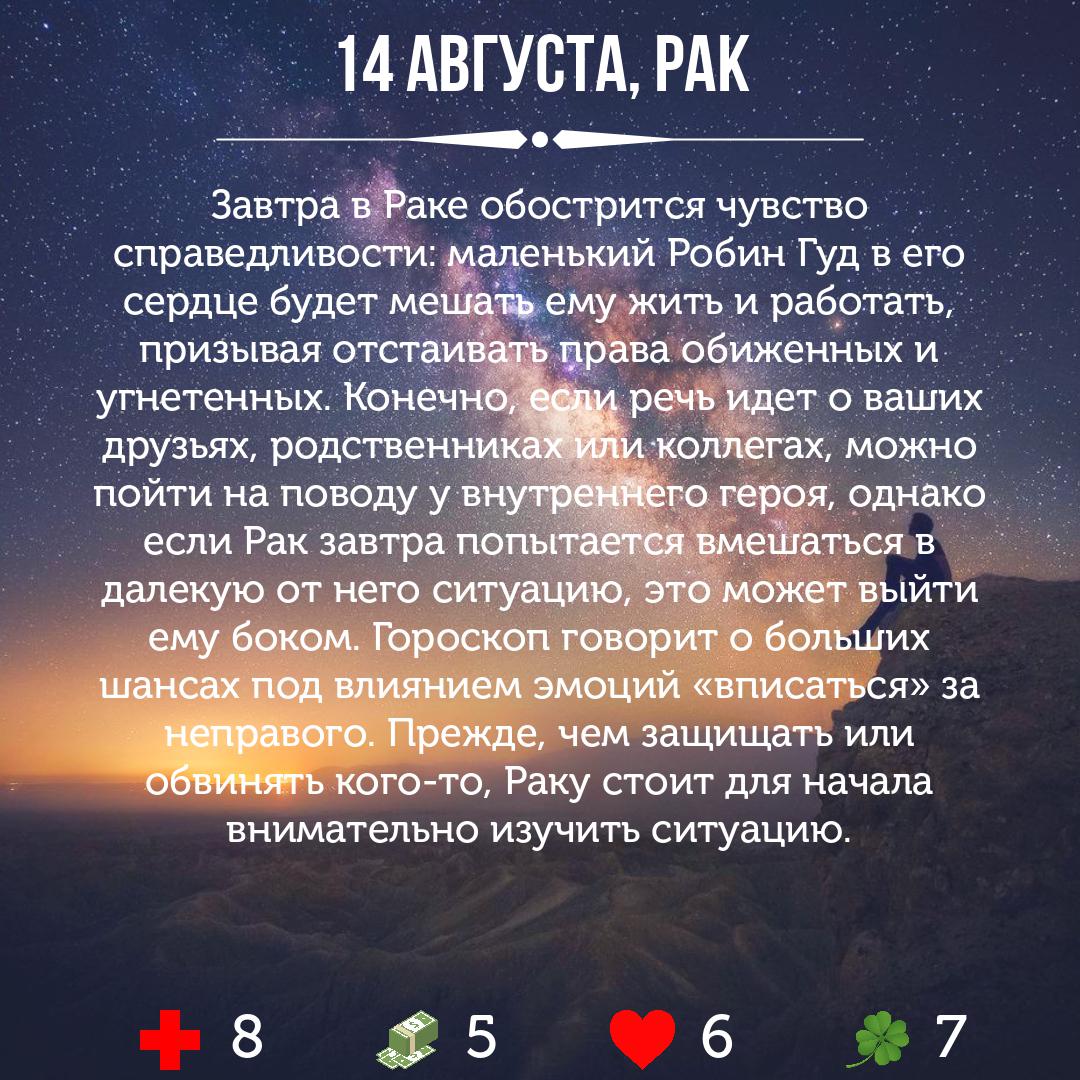 14 АВГУСТА, РАК
Завтра в Раке обострится чувство
справедливости: маленький Робин Гуд в его
сердце будет мешать ему жить и работать,
призывая отстаивать права обиженных и
угнетенных. Конечно, если речь идет о ваших
друзьях, родственниках или коллегах, можно
пойти на поводу у внутреннего героя, однако
если Рак завтра попытается вмешаться в
далекую от него ситуацию, это может выйти
ему боком. Гороскоп говорит о больших
шансах под влиянием эмоций «вписаться» за
неправого. Прежде, чем защищать или
обвинять кого-то, Раку стоит для начала
внимательно изучить ситуацию.
8 5 6 7